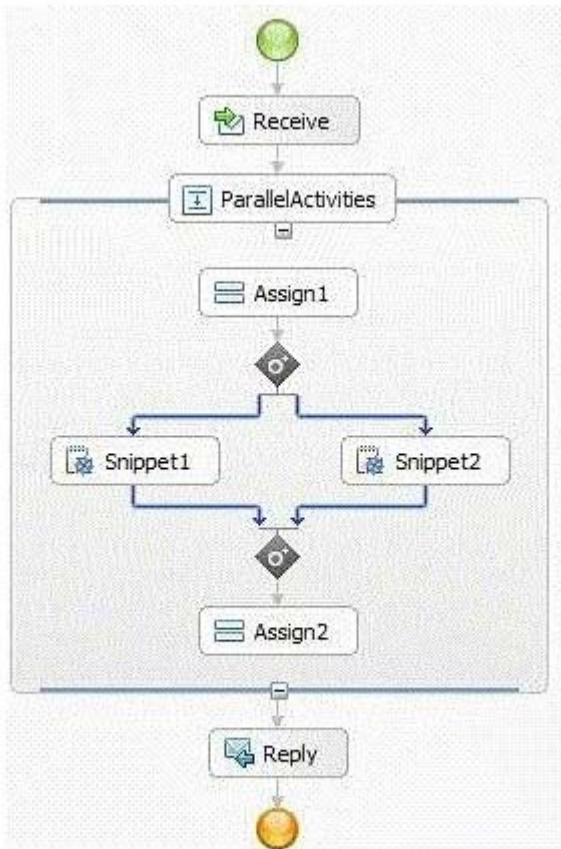 Receive
ParallelActivities
Assign1
Snippet1
Snippet2
Assign2
Reply